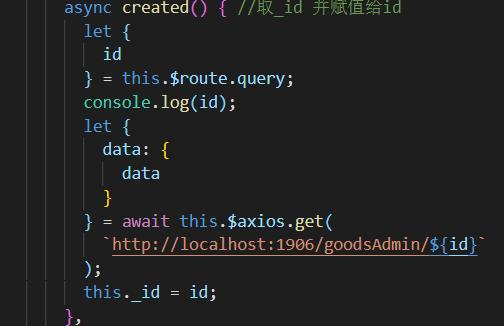 async created() { //取_id 并赋值给id
let {
id
} = this.$route.query;
console.log(id);
let {
data: {
data
}
} = await this.$axios.get(
`http://localhost:1906/goodsAdmin/${id}`
);
this._id = id;
},